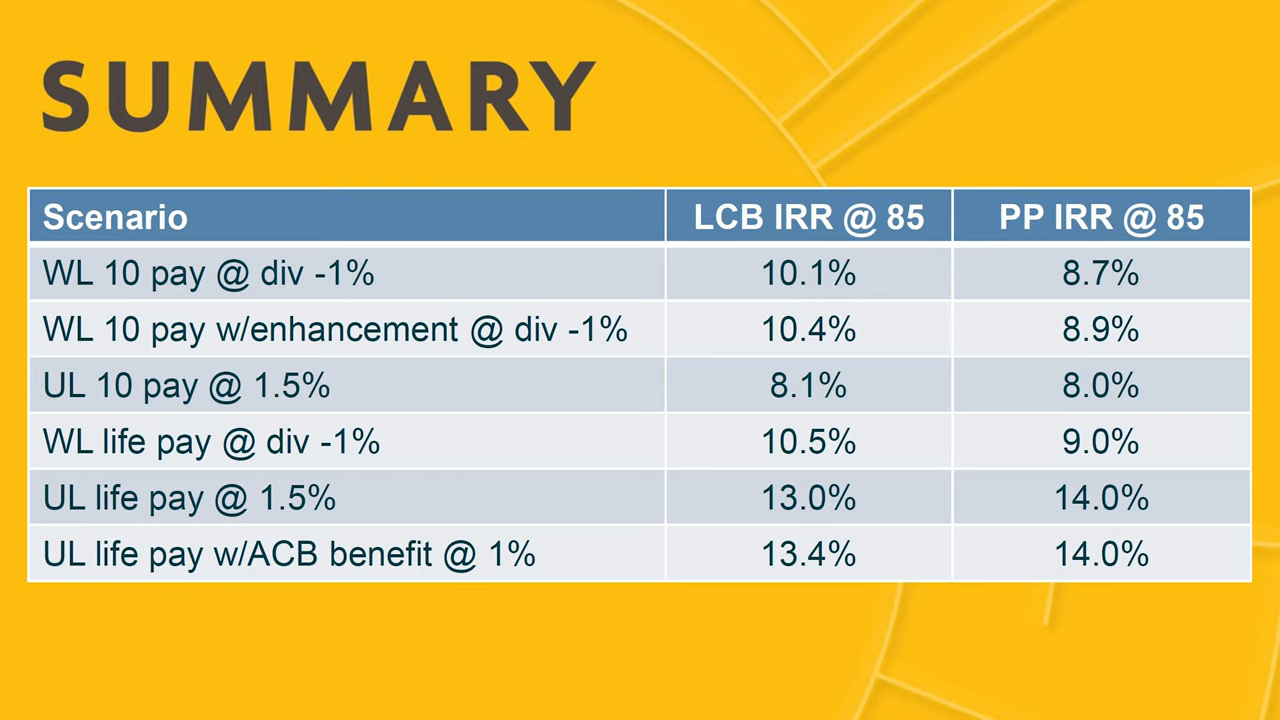 SUMMARY
Scenario LCB IRR @ 85 PP IRR @ 85
WL 10 pay @ div -1% 10.1% 8.7%
WL 10 pay w/enhancement @ div -1% 10.4% 8.9%
UL 10 pay @ 1.5% 8.1% 8.0%
WL life pay @ div -1% 10.5% 9.0%
UL life pay @ 1.5% 13.0% 14.0%
UL life pay w/ACB benefit @ 1% 13.4% 14.0%